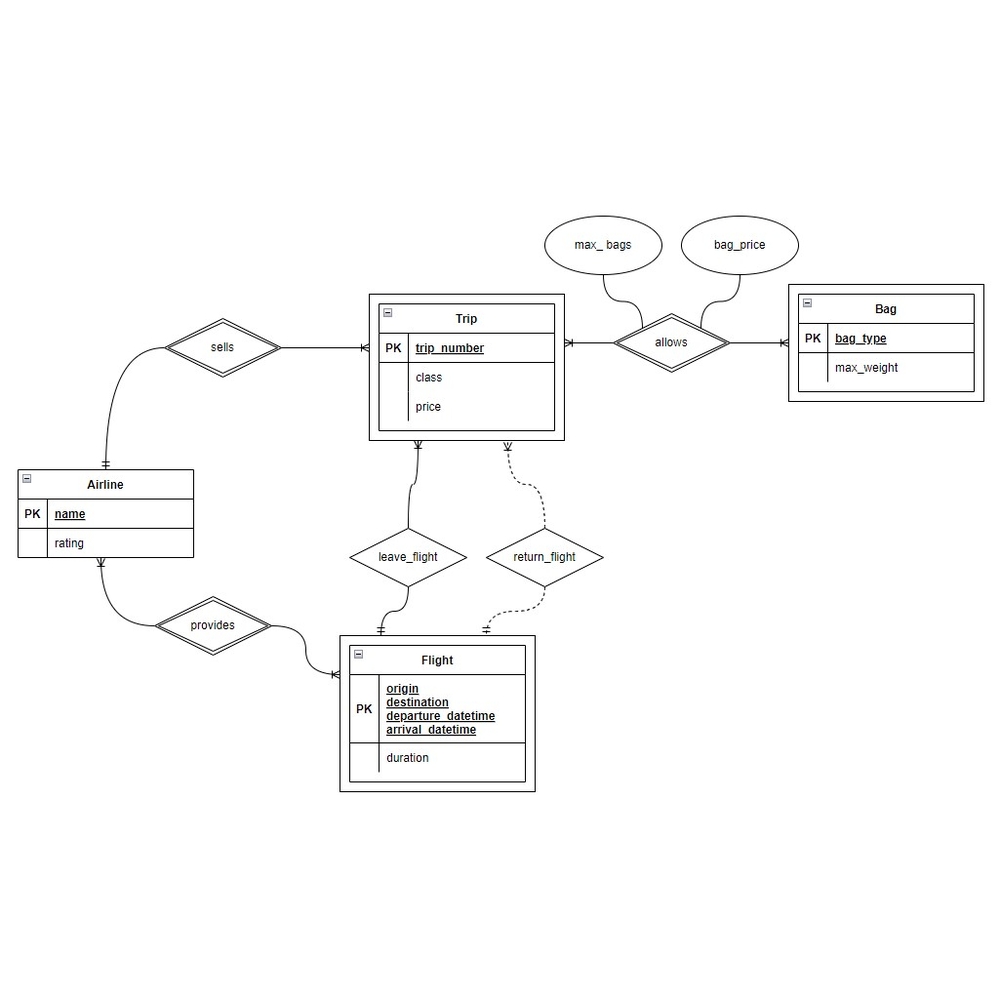 max_ bags
bag_price
Bag
PK
bag_type
max_weight
Trip
PK
trip_number
class
price
sells
allows
Airline
PK
name
rating
leave_flight
return_flight
provides
Flight
PK
origin
destination
departure_datetime
arrival_datetime
duration